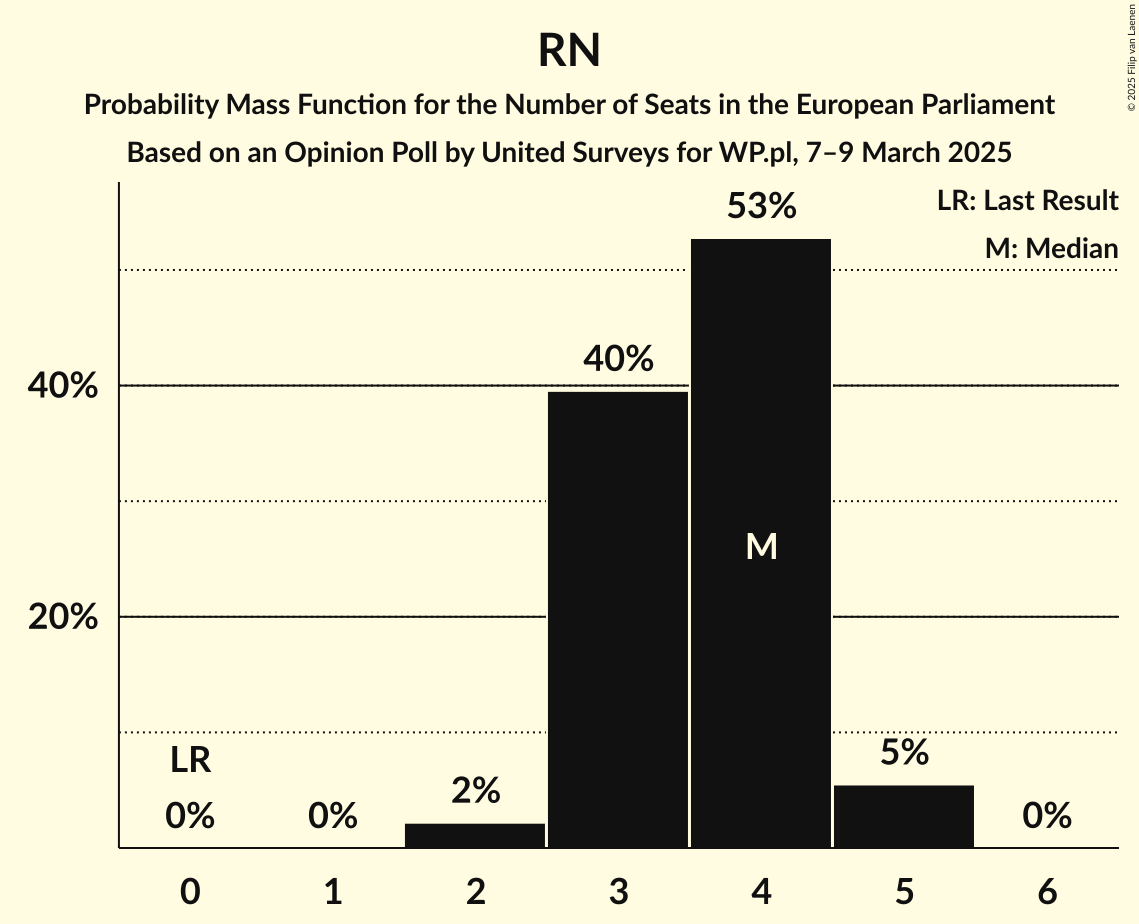 RN
Probability Mass Function for the Number of Seats in the European Parliament
Based on an Opinion Poll by United Surveys for WP.pl, 7–9 March 2025
© 2025 Filip van Laenen
LR: Last Result
M: Median
53%
40%
40%
M
20%
LR
0%
0%
2%
5%
0%
0
1
2
3
4
5
6